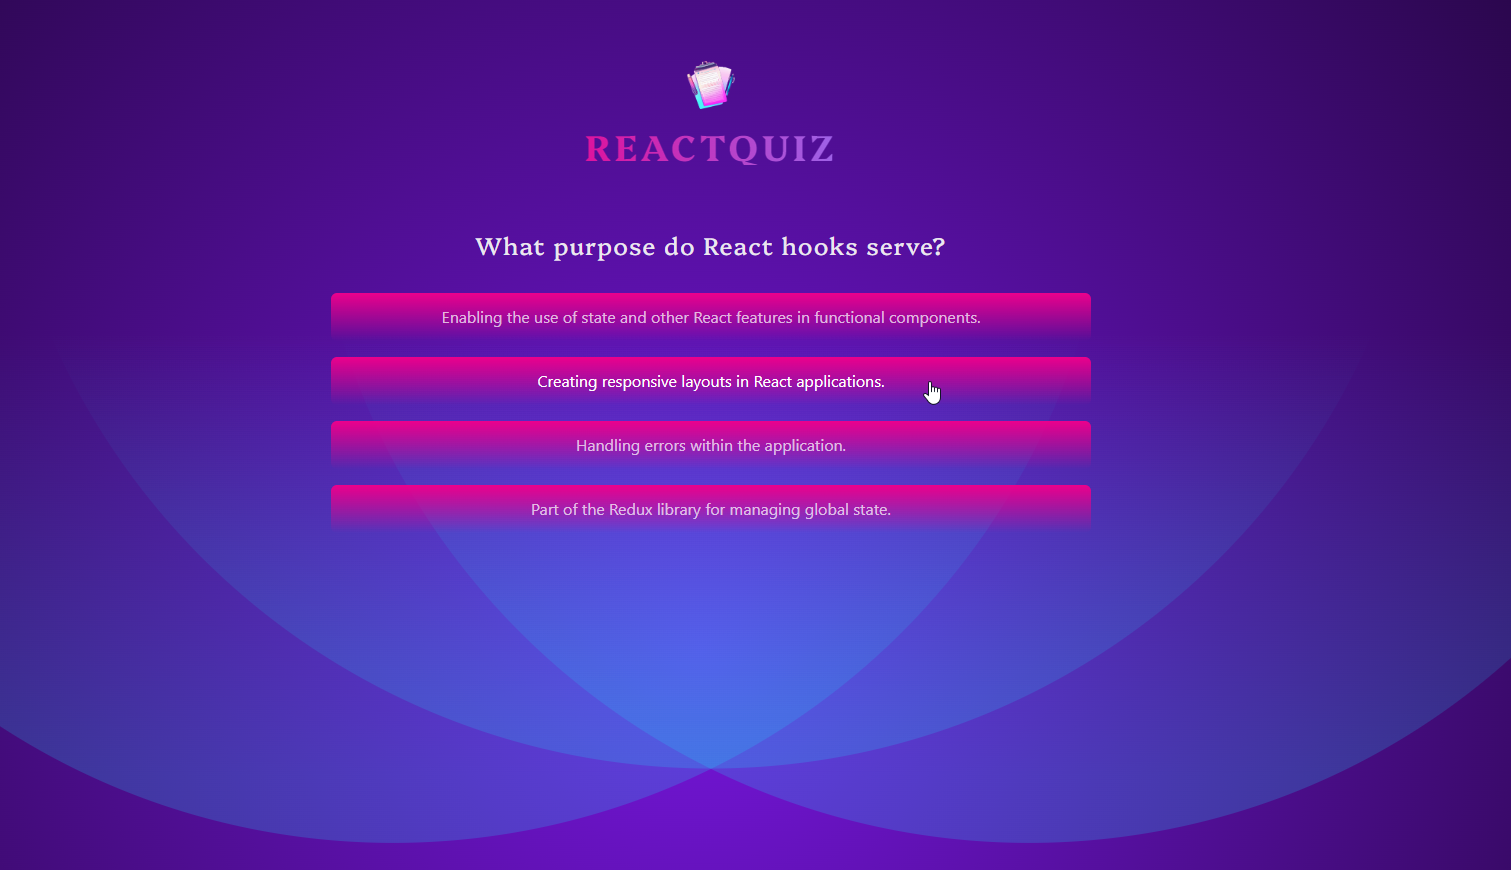 REACTQUIZ
What purpose do React hooks serve?
Enabling the use of state and other React features in functional components.
Creating responsive layouts in React applications.
Handling errors within the application.
Part of the Redux library for managing global state.